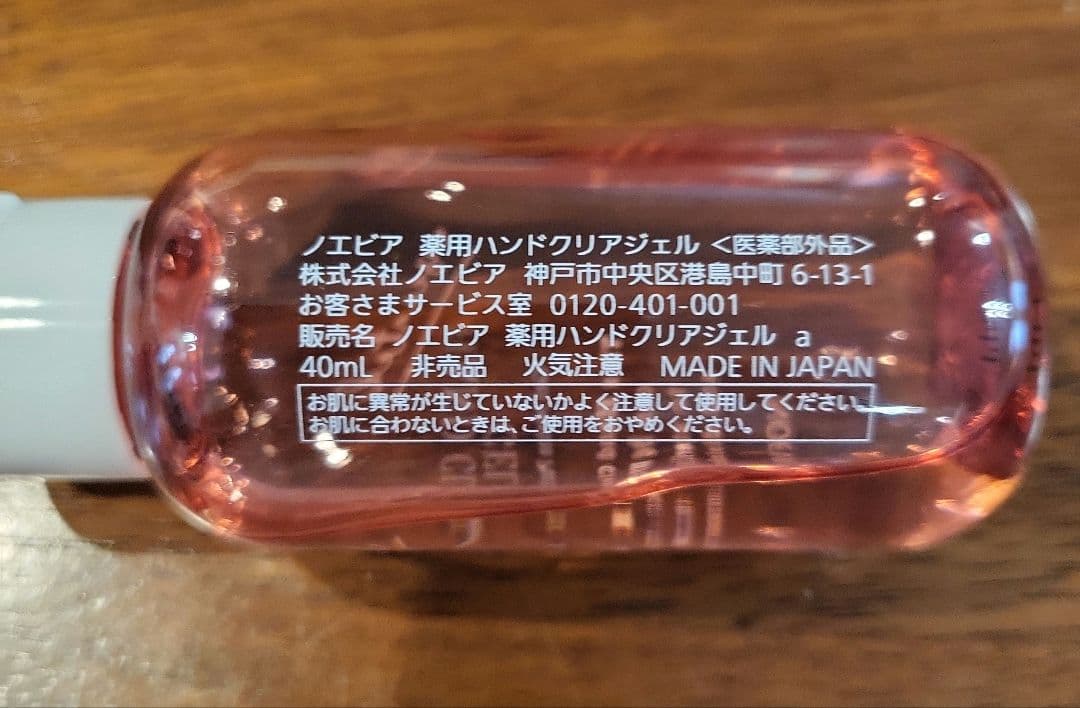 ノエビア 薬用ハンドクリアジェル <医薬部外品>
株式会社ノエビア 神戸市中央区港島中町 6-13-1
お客さまサービス室 0120-401-001
販売名 ノエビア 薬用ハンドクリアジェル a
40mL 非売品 火気注意 MADE IN JAPAN
お肌に異常が生じていないかよく注意して使用してください。
お肌に合わないときは、ご使用をおやめください。